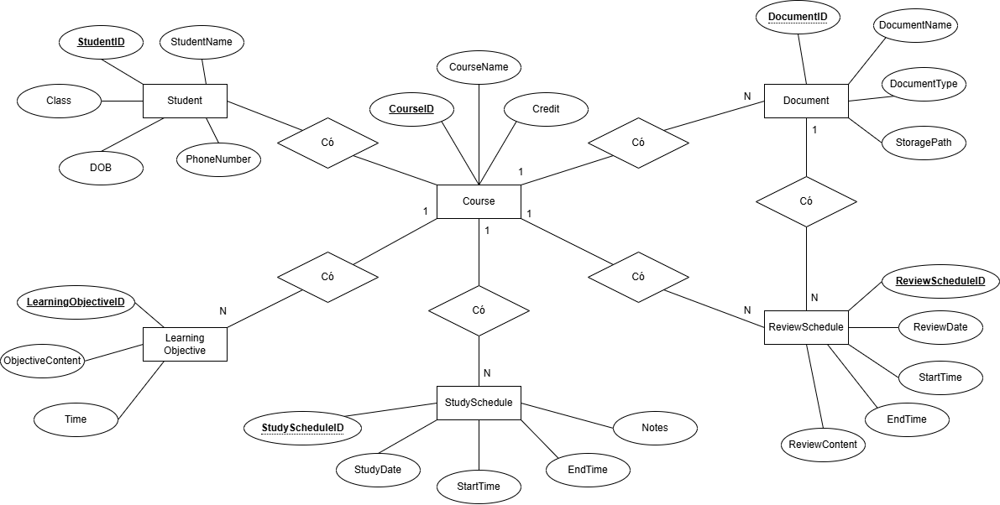 DocumentID
DocumentName
StudentID
StudentName
CourseName
DocumentType
Class
Student
CourseID
Credit
N
Document
1
Có
Có
StoragePath
DOB
PhoneNumber
1
Course
Có
1
1
1
Có
Có
ReviewScheduleID
LearningObjectiveID
N
Có
N
N
ReviewSchedule
ReviewDate
Learning
Objective
ObjectiveContent
N
StartTime
StudySchedule
Time
EndTime
StudyScheduleID
Notes
ReviewContent
StudyDate
EndTime
StartTime